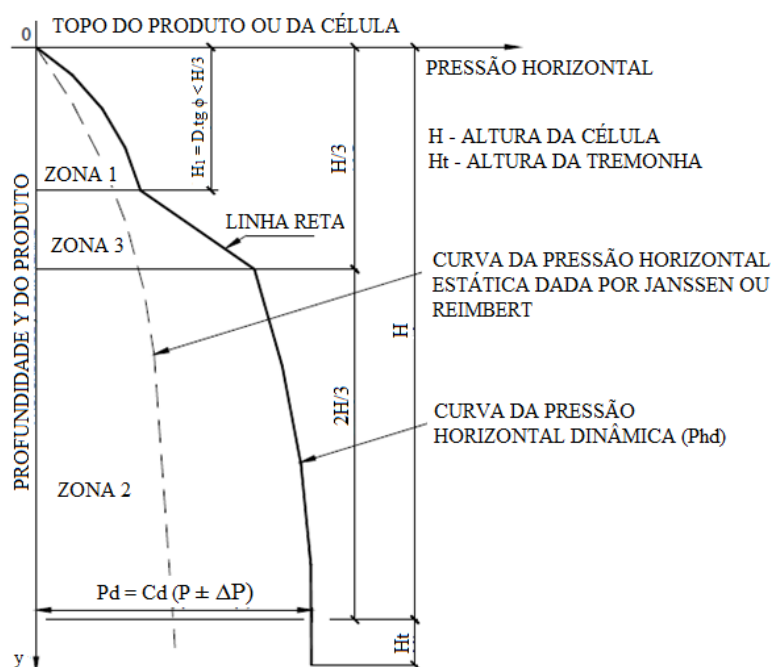 TOPO DO PRODUTO OU DA CÉLULA
0
PRESSÃO HORIZONTAL
H1 = D.tg ϕ < H/3
H/3
H - ALTURA DA CÉLULA
Ht - ALTURA DA TREMONHA
ZONA 1
LINHA RETA
ZONA 3
PROFUNDIDADE Y DO PRODUTO
CURVA DA PRESSÃO HORIZONTAL
ESTÁTICA DADA POR JANSSEN OU
REIMBERT
H
2H/3
CURVA DA PRESSÃO
HORIZONTAL DINÂMICA (Phd)
ZONA 2
Pd = Cd (P ± ΔP)
Ht
y